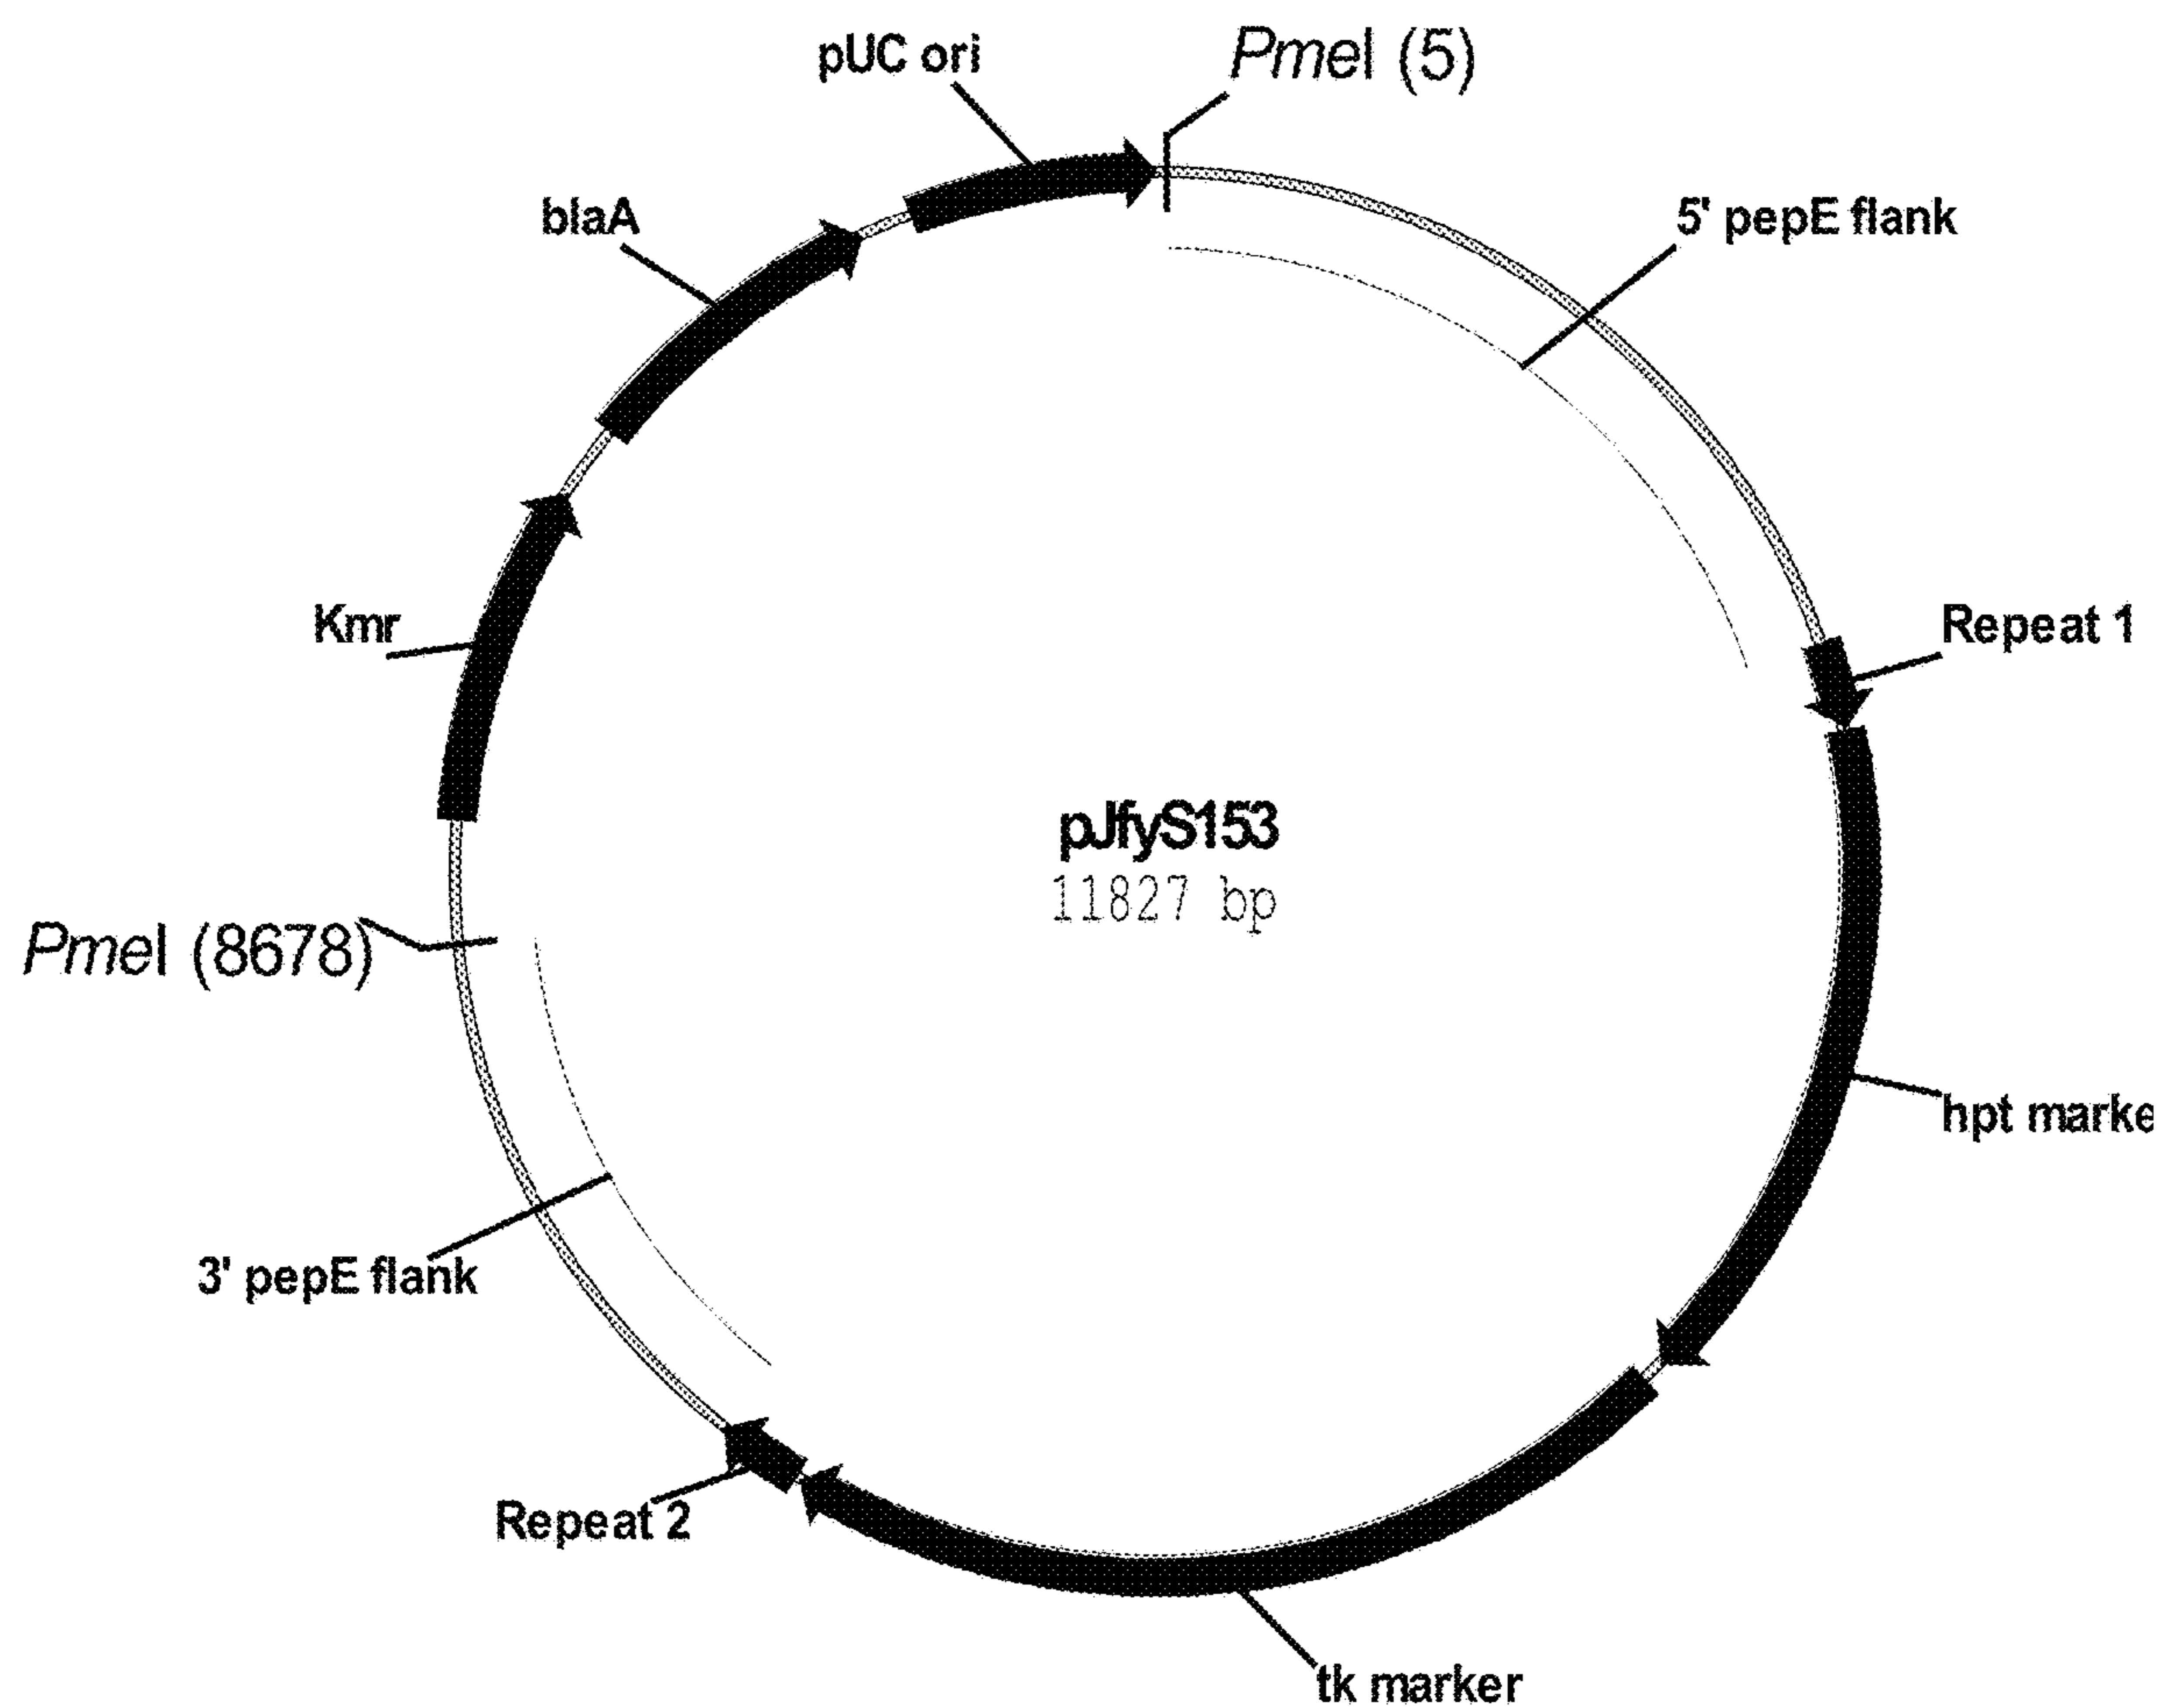 pUC ori
PmeI (5)
blaA
5' pepE flank
Kmr
Repeat 1
pJfyS153
11827 bp
PmeI (8678)
hpt marke
3' pepE flank
Repeat 2
tk marker